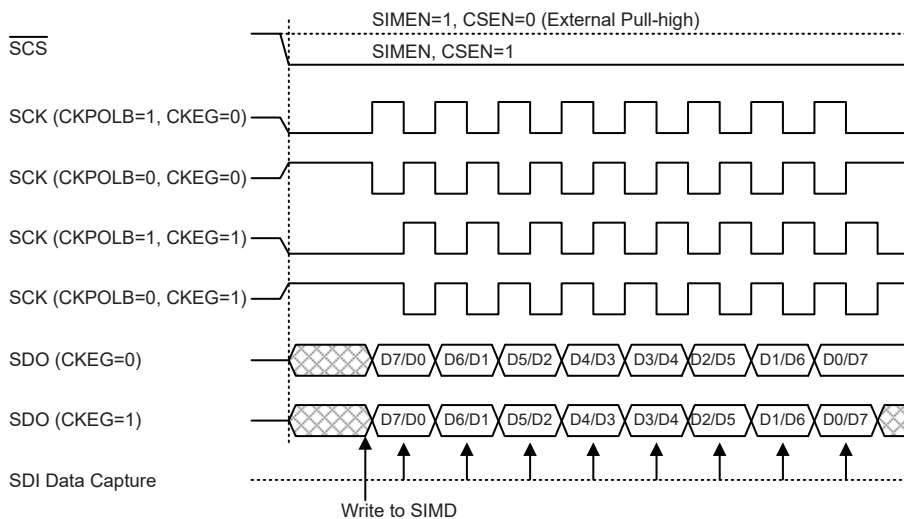 SIMEN=1, CSEN=0 (External Pull-high)
SCS
SIMEN, CSEN=1
SCK (CKPOLB=1, CKEG=0)
SCK (CKPOLB=0, CKEG=0)
SCK (CKPOLB=1, CKEG=1)
SCK (CKPOLB=0, CKEG=1)
SDO (CKEG=0) D7/D0 D6/D1 D5/D2 D4/D3 D3/D4 D2/D5 D1/D6 D0/D7
SDO (CKEG=1) D7/D0 D6/D1 D5/D2 D4/D3 D3/D4 D2/D5 D1/D6 D0/D7
SDI Data Capture
Write to SIMD